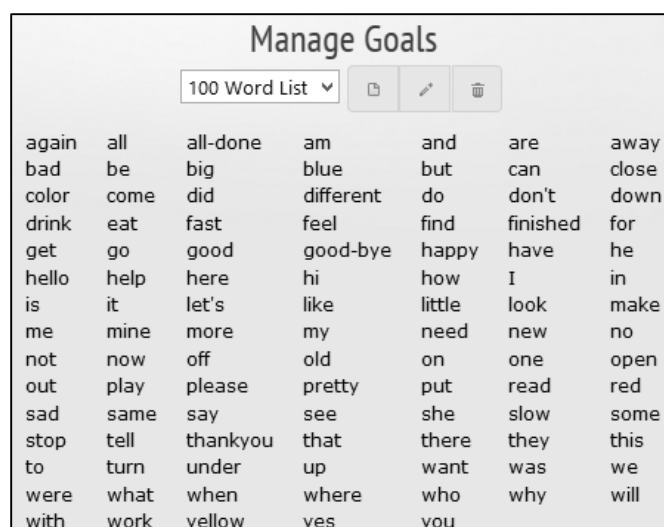 Manage Goals
100 Word List
again all all-done am and are away
bad be big blue but can close
color come did different do don't down
drink eat fast feel find finished for
get go good good-bye happy have he
hello help here hi how I in
is it let's like little look make
me mine more my need new no
not now off old on one open
out play please pretty put read red
sad same say see she slow some
stop tell thankyou that there they this
to turn under up want was we
were what when where who why will
with work yellow yes you